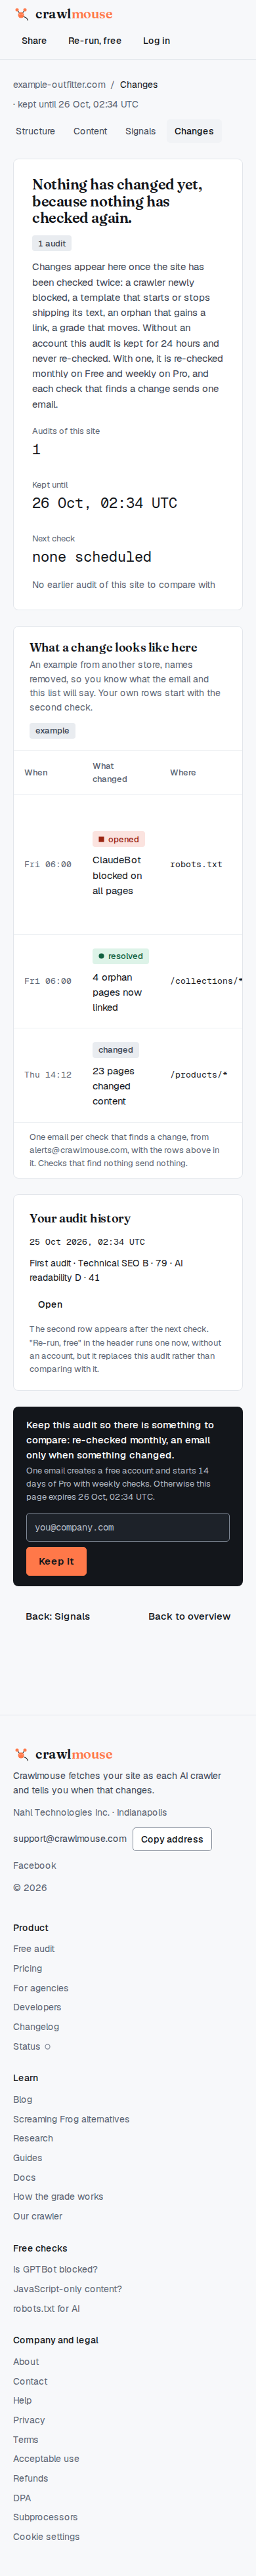 crawlmouse
Share Re-run, free Log in
example-outfitter.com / Changes
· kept until 26 Oct, 02:34 UTC
Structure Content Signals Changes
Nothing has changed yet,
because nothing has
checked again.
1 audit
Changes appear here once the site has
been checked twice: a crawler newly
blocked, a template that starts or stops
shipping its text, an orphan that gains a
link, a grade that moves. Without an
account this audit is kept for 24 hours and
never re-checked. With one, it is re-checked
monthly on Free and weekly on Pro, and
each check that finds a change sends one
email.
Audits of this site
1
Kept until
26 Oct, 02:34 UTC
Next check
none scheduled
No earlier audit of this site to compare with
What a change looks like here
An example from another store, names
removed, so you know what the email and
this list will say. Your own rows start with the
second check.
example
When What changed Where
Fri 06:00 opened ClaudeBot blocked on all pages robots.txt
Fri 06:00 resolved 4 orphan pages now linked /collections/*
Thu 14:12 changed 23 pages changed content /products/*
One email per check that finds a change, from
alerts@crawlmouse.com, with the rows above in
it. Checks that find nothing send nothing.
Your audit history
25 Oct 2026, 02:34 UTC
First audit · Technical SEO B · 79 · AI
readability D · 41
Open
The second row appears after the next check.
"Re-run, free" in the header runs one now, without
an account, but it replaces this audit rather than
comparing with it.
Keep this audit so there is something to
compare: re-checked monthly, an email
only when something changed.
One email creates a free account and starts 14
days of Pro with weekly checks. Otherwise this
page expires 26 Oct, 02:34 UTC.
you@company.com
Keep it
Back: Signals Back to overview
crawlmouse
Crawlmouse fetches your site as each AI crawler
and tells you when that changes.
Nahl Technologies Inc. · Indianapolis
support@crawlmouse.com Copy address
Facebook
© 2026
Product
Free audit
Pricing
For agencies
Developers
Changelog
Status
Learn
Blog
Screaming Frog alternatives
Research
Guides
Docs
How the grade works
Our crawler
Free checks
Is GPTBot blocked?
JavaScript-only content?
robots.txt for AI
Company and legal
About
Contact
Help
Privacy
Terms
Acceptable use
Refunds
DPA
Subprocessors
Cookie settings